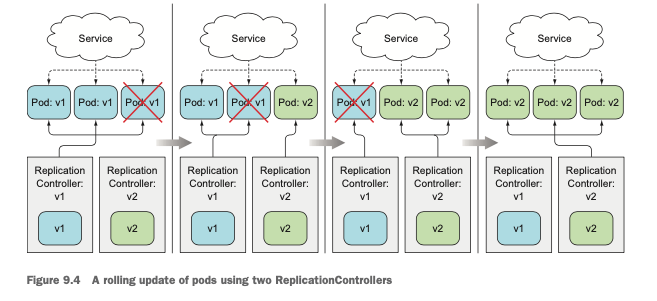 Service
Service
Service
Service
Pod: v1
Pod: v1
Pod: v1
Pod: v1
Pod: v1
Pod: v2
Pod: v1
Pod: v2
Pod: v2
Pod: v2
Pod: v2
Pod: v2
Replication
Controller:
v1
v1
Replication
Controller:
v2
v2
Replication
Controller:
v1
v1
Replication
Controller:
v2
v2
Replication
Controller:
v1
v1
Replication
Controller:
v2
v2
Replication
Controller:
v1
v1
Replication
Controller:
v2
v2
Figure 9.4 A rolling update of pods using two ReplicationControllers